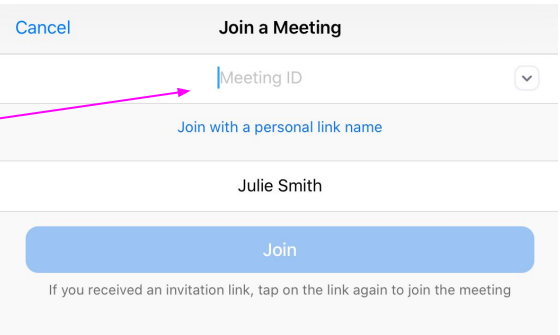 Cancel Join a Meeting
Meeting ID
Join with a personal link name
Julie Smith
Join
If you received an invitation link, tap on the link again to join the meeting